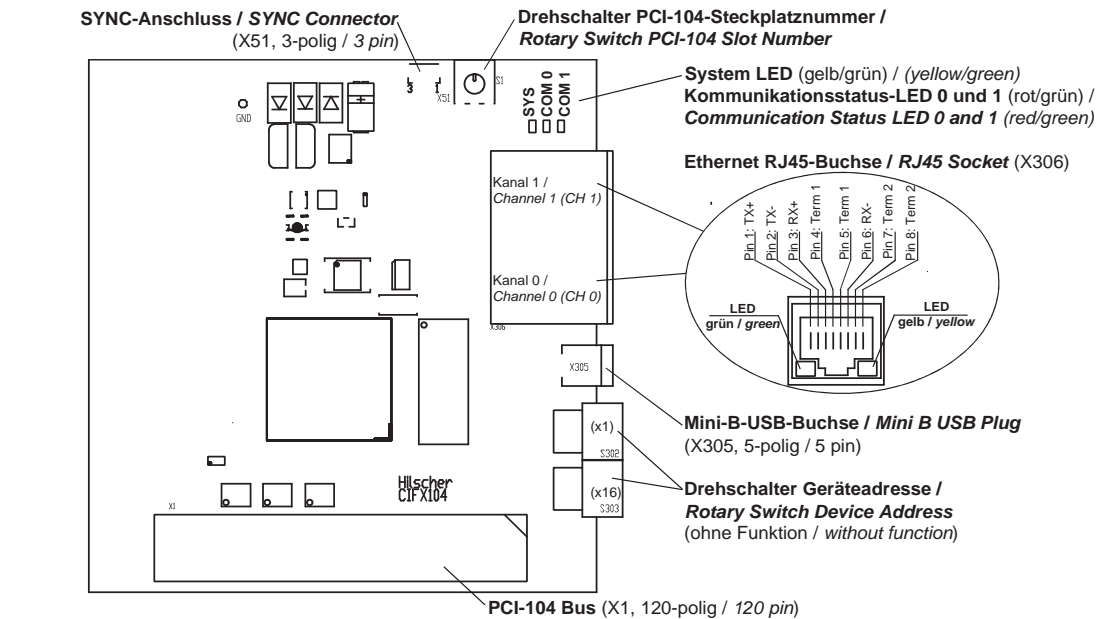 SYNC-Anschluss / SYNC Connector
(X51, 3-polig / 3 pin)
Drehschalter PCI-104-Steckplatznummer /
Rotary Switch PCI-104 Slot Number
System LED (gelb/grün) / (yellow/green)
Kommunikationsstatus-LED 0 und 1 (rot/grün) /
Communication Status LED 0 and 1 (red/green)
3 1
X51
S1
GND
SYS
COM 0
COM 1
Ethernet RJ45-Buchse / RJ45 Socket (X306)
Kanal 1 /
Channel 1 (CH 1)
Kanal 0 /
Channel 0 (CH 0)
X306
Pin 1: TX+
Pin 2: TX-
Pin 3: RX+
Pin 4: Term 1
Pin 5: Term 1
Pin 6: RX-
Pin 7: Term 2
Pin 8: Term 2
LED
grün / green
LED
gelb / yellow
X305
Mini-B-USB-Buchse / Mini B USB Plug
(X305, 5-polig / 5 pin)
(x1)
S302
(x16)
S303
Drehschalter Geräteadresse /
Rotary Switch Device Address
(ohne Funktion / without function)
Hilscher
CIFX104
X1
PCI-104 Bus (X1, 120-polig / 120 pin)